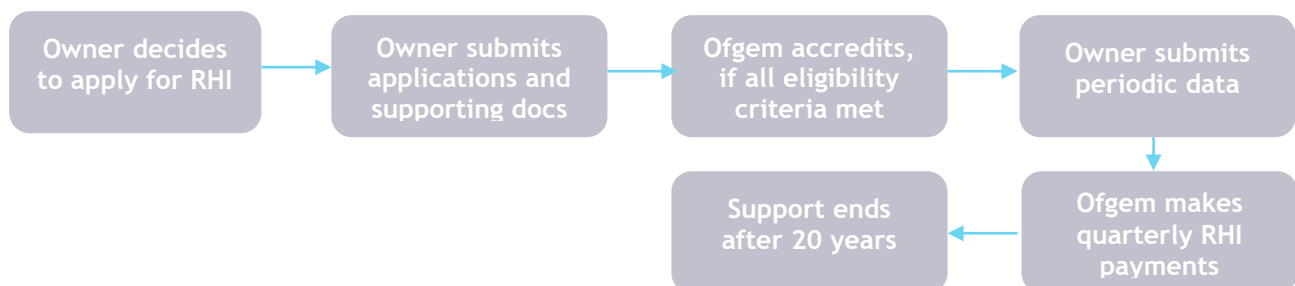 Owner decides
to apply for RHI
Owner submits
applications and
supporting docs
Ofgem accredits,
if all eligibility
criteria met
Owner submits
periodic data
Ofgem makes
quarterly RHI
payments
Support ends
after 20 years